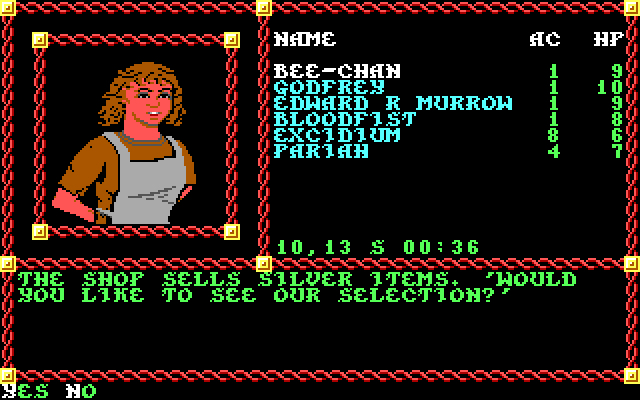 NAME AC HP
BEE-CHAN 1 9
GODFREY 1 10
EDWARD R MURROW 1 9
BLOODFIST 1 8
EXCIDIUM 8 6
PARIAH 4 7
10,13 S 00:36
THE SHOP SELLS SILVER ITEMS. 'WOULD
YOU LIKE TO SEE OUR SELECTION?'
YES NO